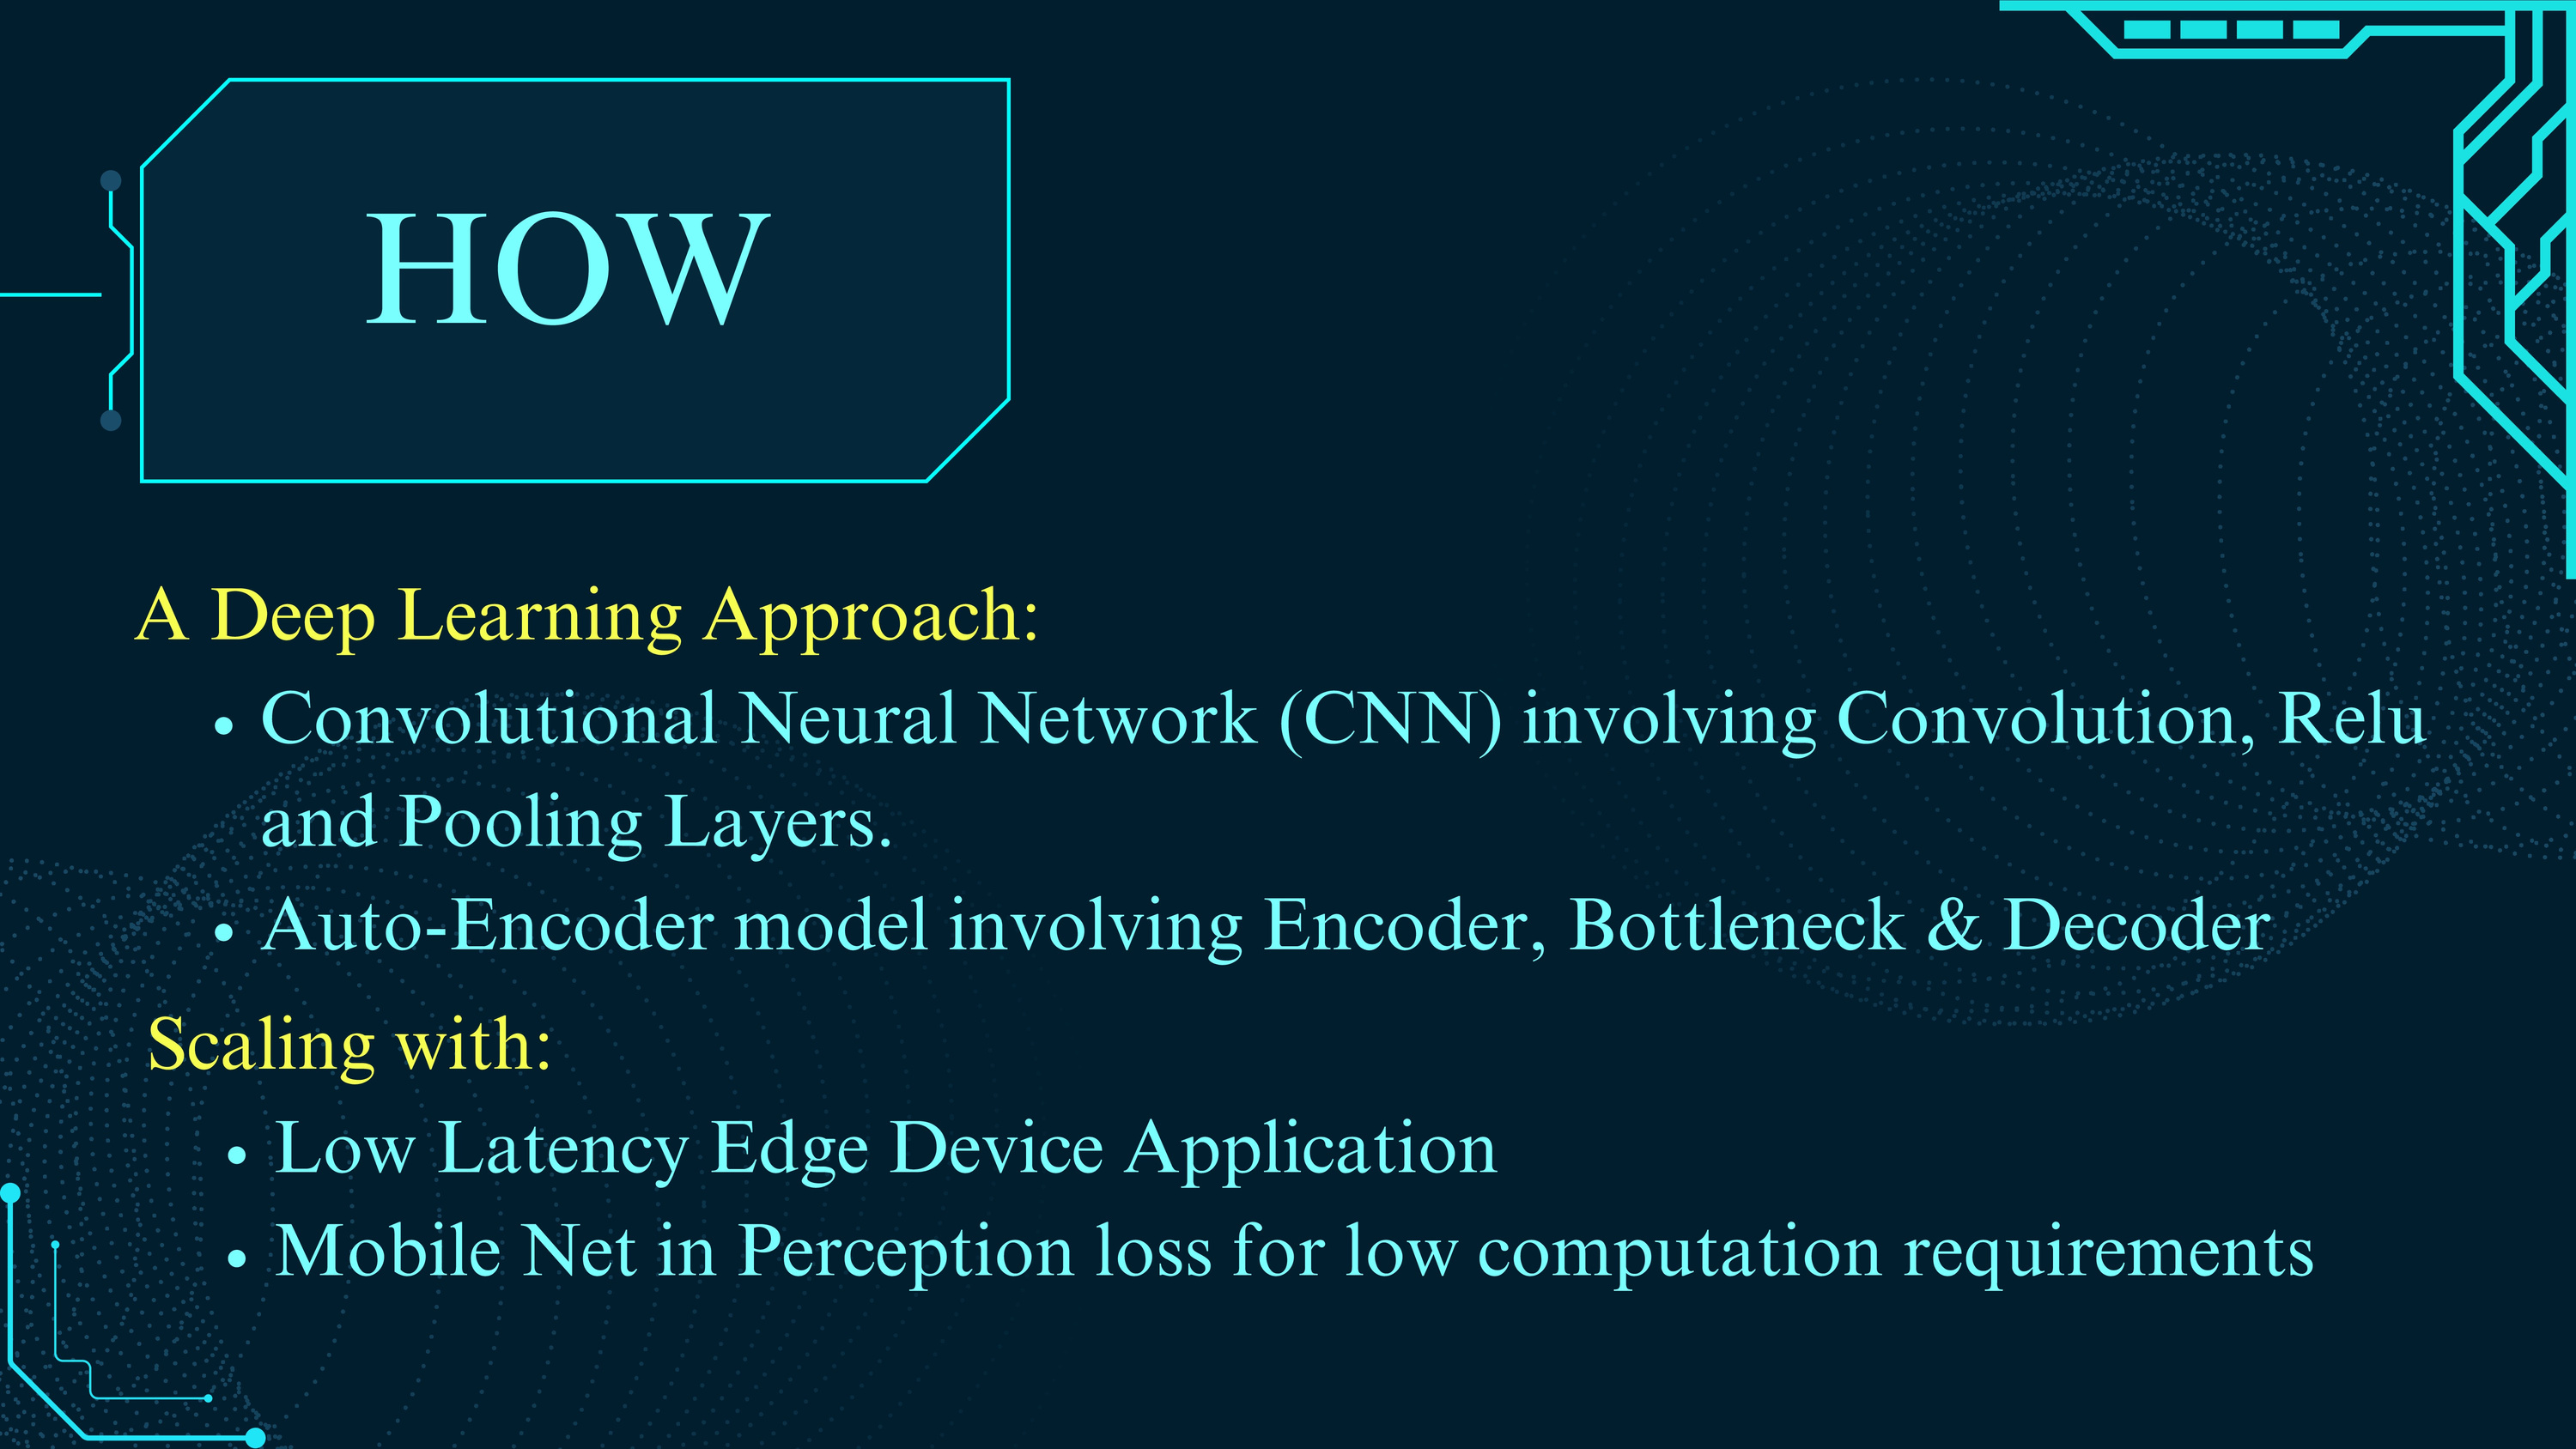 HOW
A Deep Learning Approach:
• Convolutional Neural Network (CNN) involving Convolution, Relu
and Pooling Layers.
• Auto-Encoder model involving Encoder, Bottleneck & Decoder
Scaling with:
• Low Latency Edge Device Application
• Mobile Net in Perception loss for low computation requirements